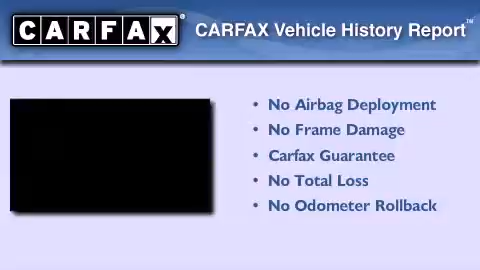 CARFAX® CARFAX Vehicle History Report™
• No Airbag Deployment
• No Frame Damage
• Carfax Guarantee
• No Total Loss
• No Odometer Rollback